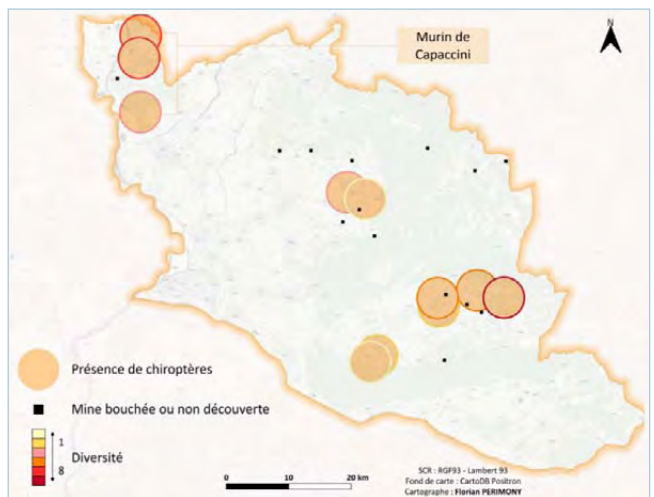 Murin de
Capaccini
N
Présence de chiroptères
Mine bouchée ou non découverte
1
8
Diversité
0 10 20 km
SCR : RGF93 - Lambert 93
Fond de carte : CartoDB Positron
Cartographe : Florian PERIMONY